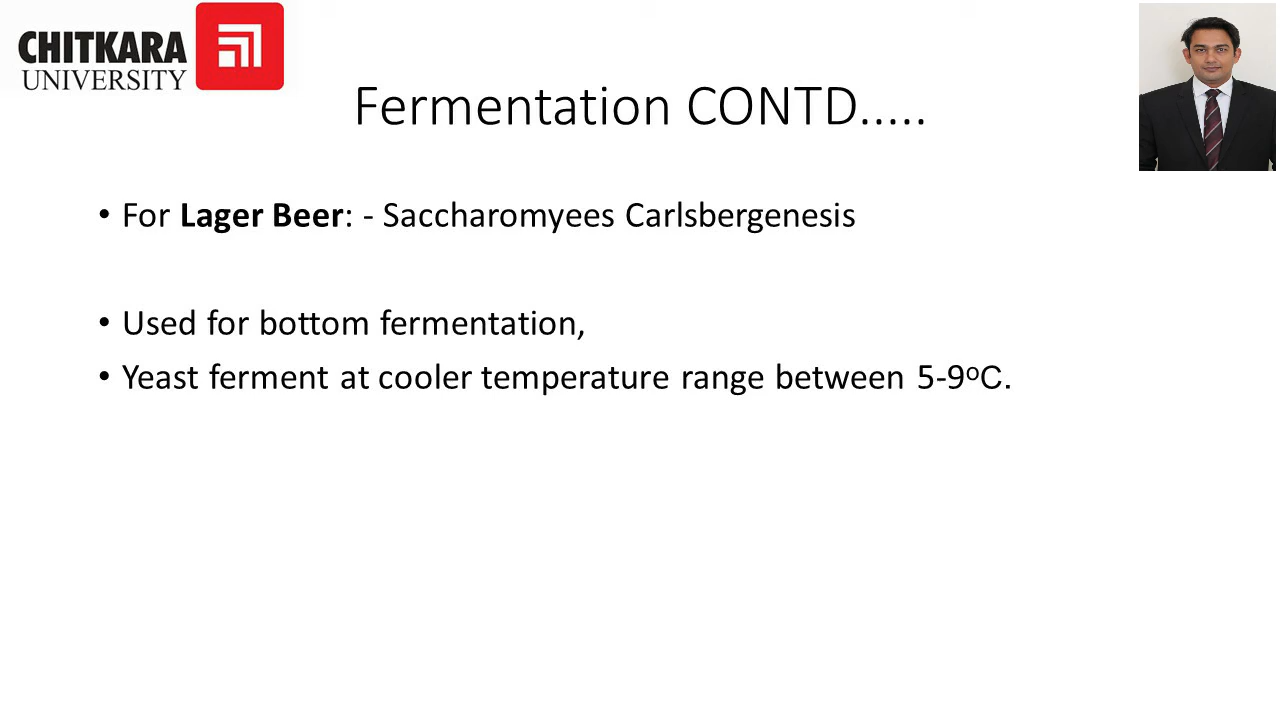 CHITKARA
UNIVERSITY
Fermentation CONTD.....
• For Lager Beer: - Saccharomyees Carlsbergenesis
• Used for bottom fermentation,
• Yeast ferment at cooler temperature range between 5-9ºC.